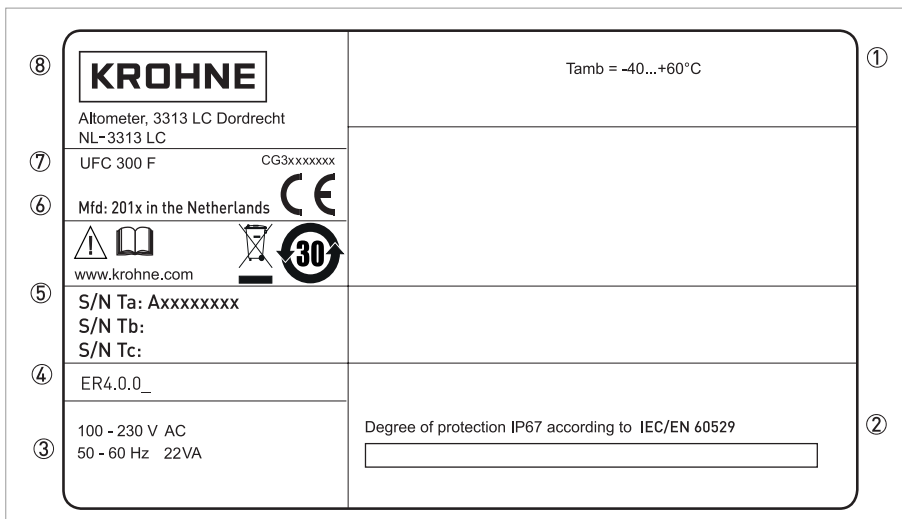 ⑧
KROHNE
Altometer, 3313 LC Dordrecht
NL-3313 LC
Tamb = -40...+60°C
①
⑦
UFC 300 F
CG3xxxxxxx
CE
⑥
Mfd: 201x in the Netherlands
30
www.krohne.com
⑤
S/N Ta: Axxxxxxxx
S/N Tb:
S/N Tc:
④
ER4.0.0_
③
100 - 230 V AC
50 - 60 Hz 22VA
Degree of protection IP67 according to IEC/EN 60529
②